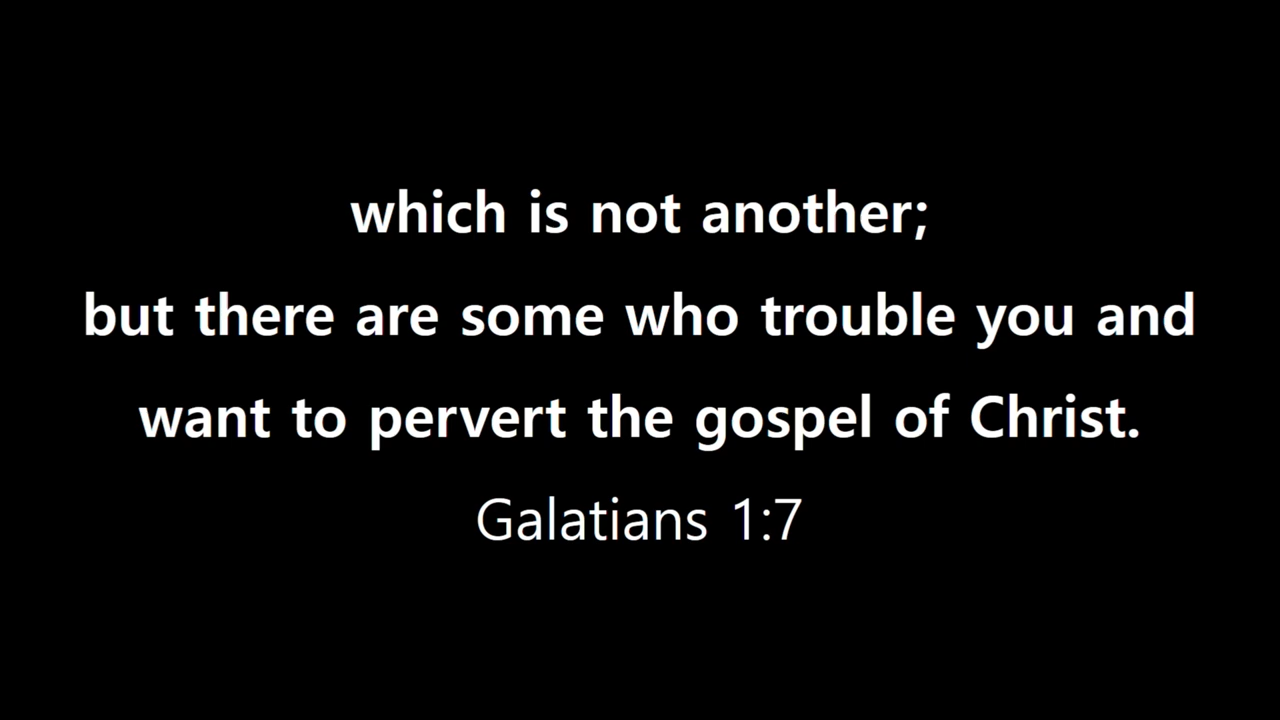 which is not another;
but there are some who trouble you and
want to pervert the gospel of Christ.
Galatians 1:7